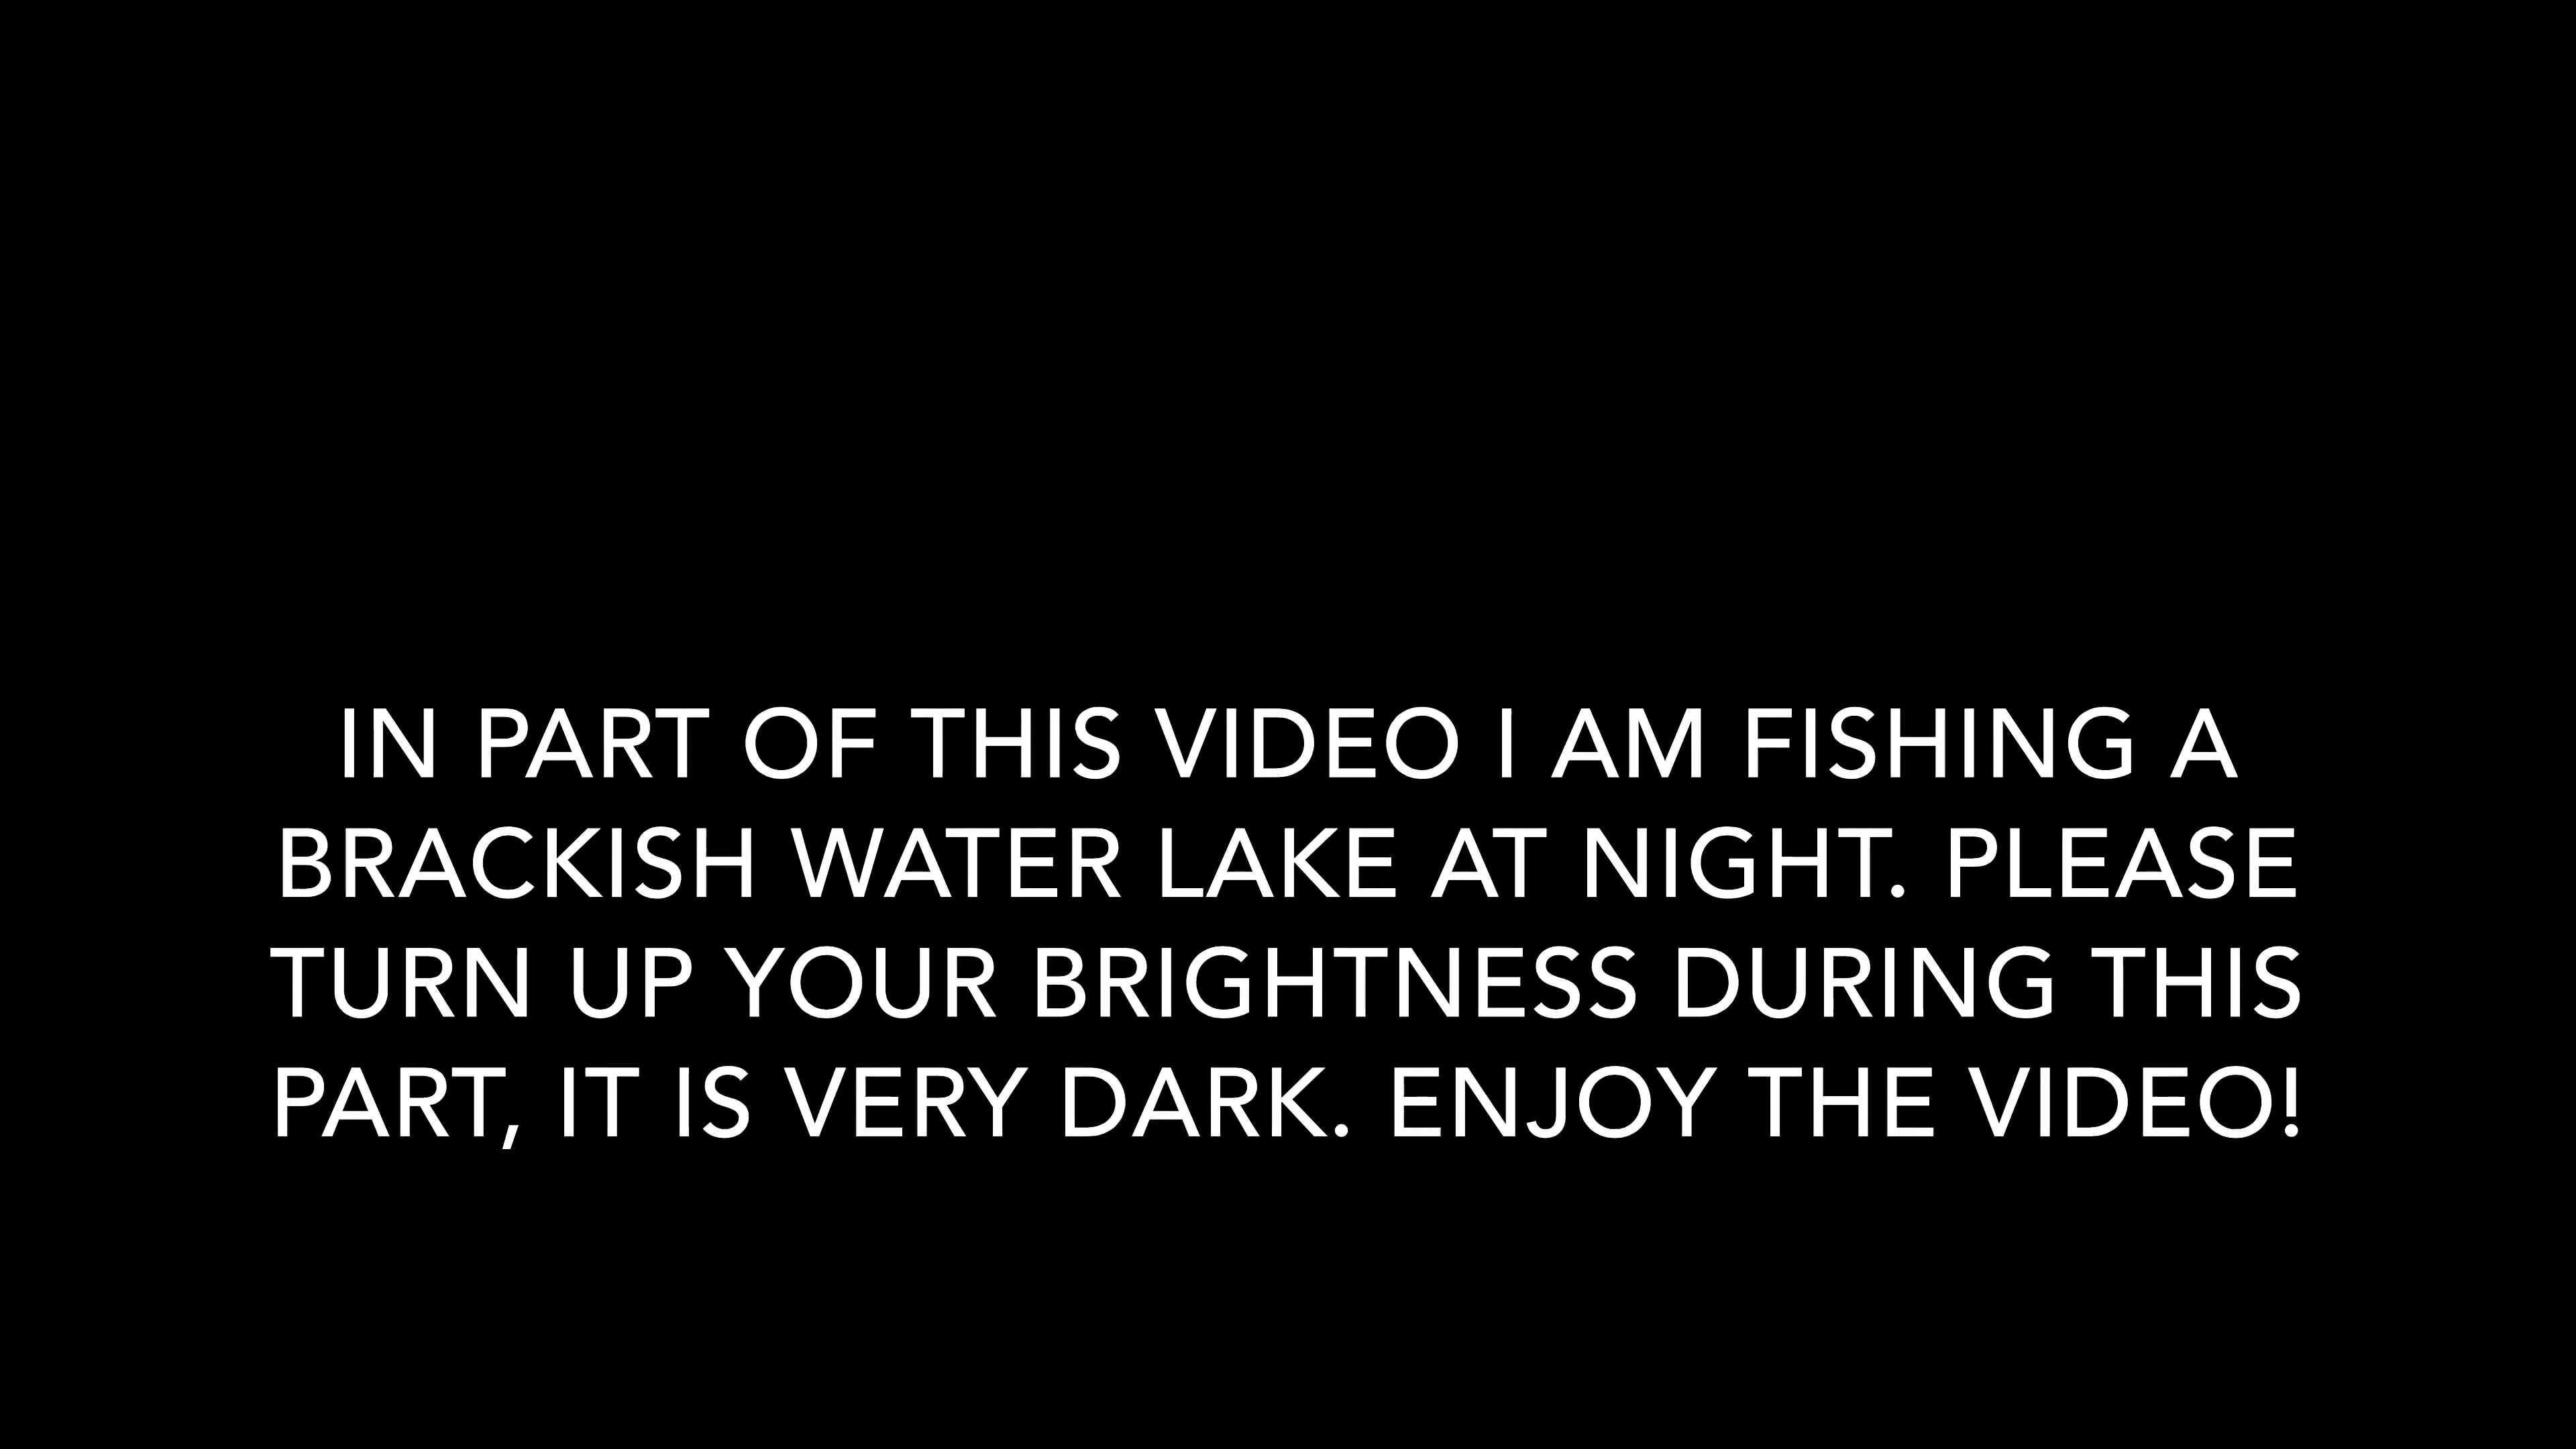 IN PART OF THIS VIDEO I AM FISHING A
BRACKISH WATER LAKE AT NIGHT. PLEASE
TURN UP YOUR BRIGHTNESS DURING THIS
PART, IT IS VERY DARK. ENJOY THE VIDEO!